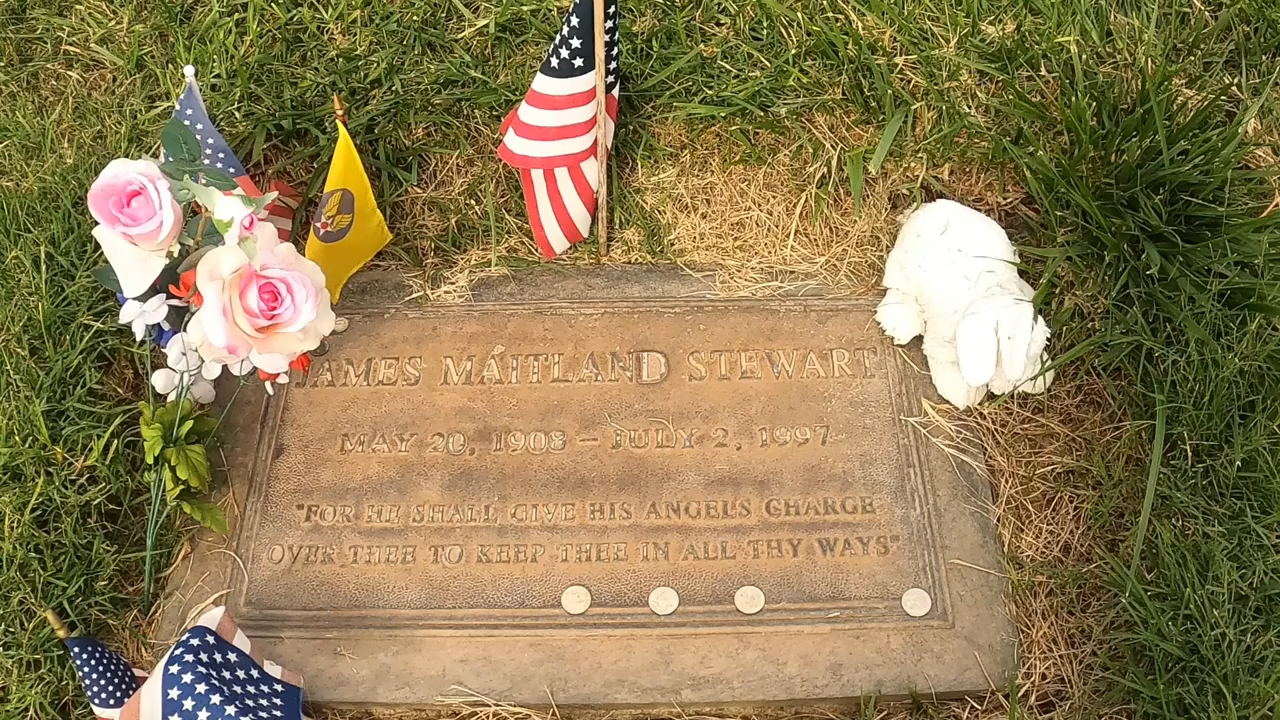 JAMES MAITLAND STEWART
MAY 20, 1908 – JULY 2, 1997
"FOR HE SHALL GIVE HIS ANGELS CHARGE
OVER THEE TO KEEP THEE IN ALL THY WAYS"